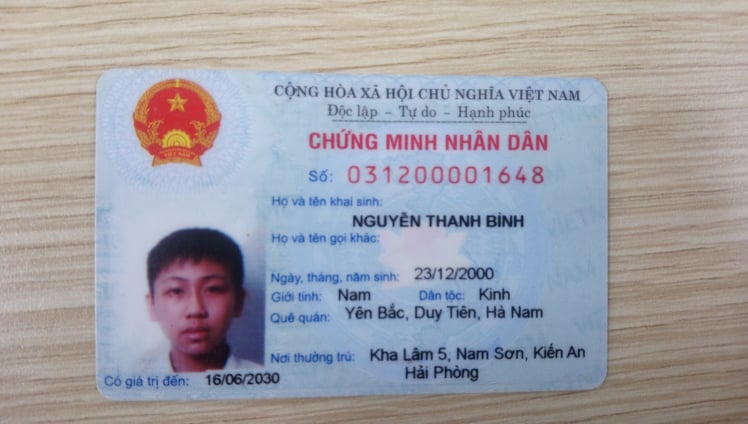 CỘNG HÒA XÃ HỘI CHỦ NGHĨA VIỆT NAM
Độc lập - Tự do - Hạnh phúc
CHỨNG MINH NHÂN DÂN
Số: 031200001648
Họ và tên khai sinh:
NGUYỄN THANH BÌNH
Họ và tên gọi khác:
Ngày, tháng, năm sinh: 23/12/2000
Giới tính: Nam Dân tộc: Kinh
Quê quán: Yên Bắc, Duy Tiên, Hà Nam
Nơi thường trú: Kha Lâm 5, Nam Sơn, Kiến An
Hải Phòng
Có giá trị đến: 16/06/2030
VIỆT NAM